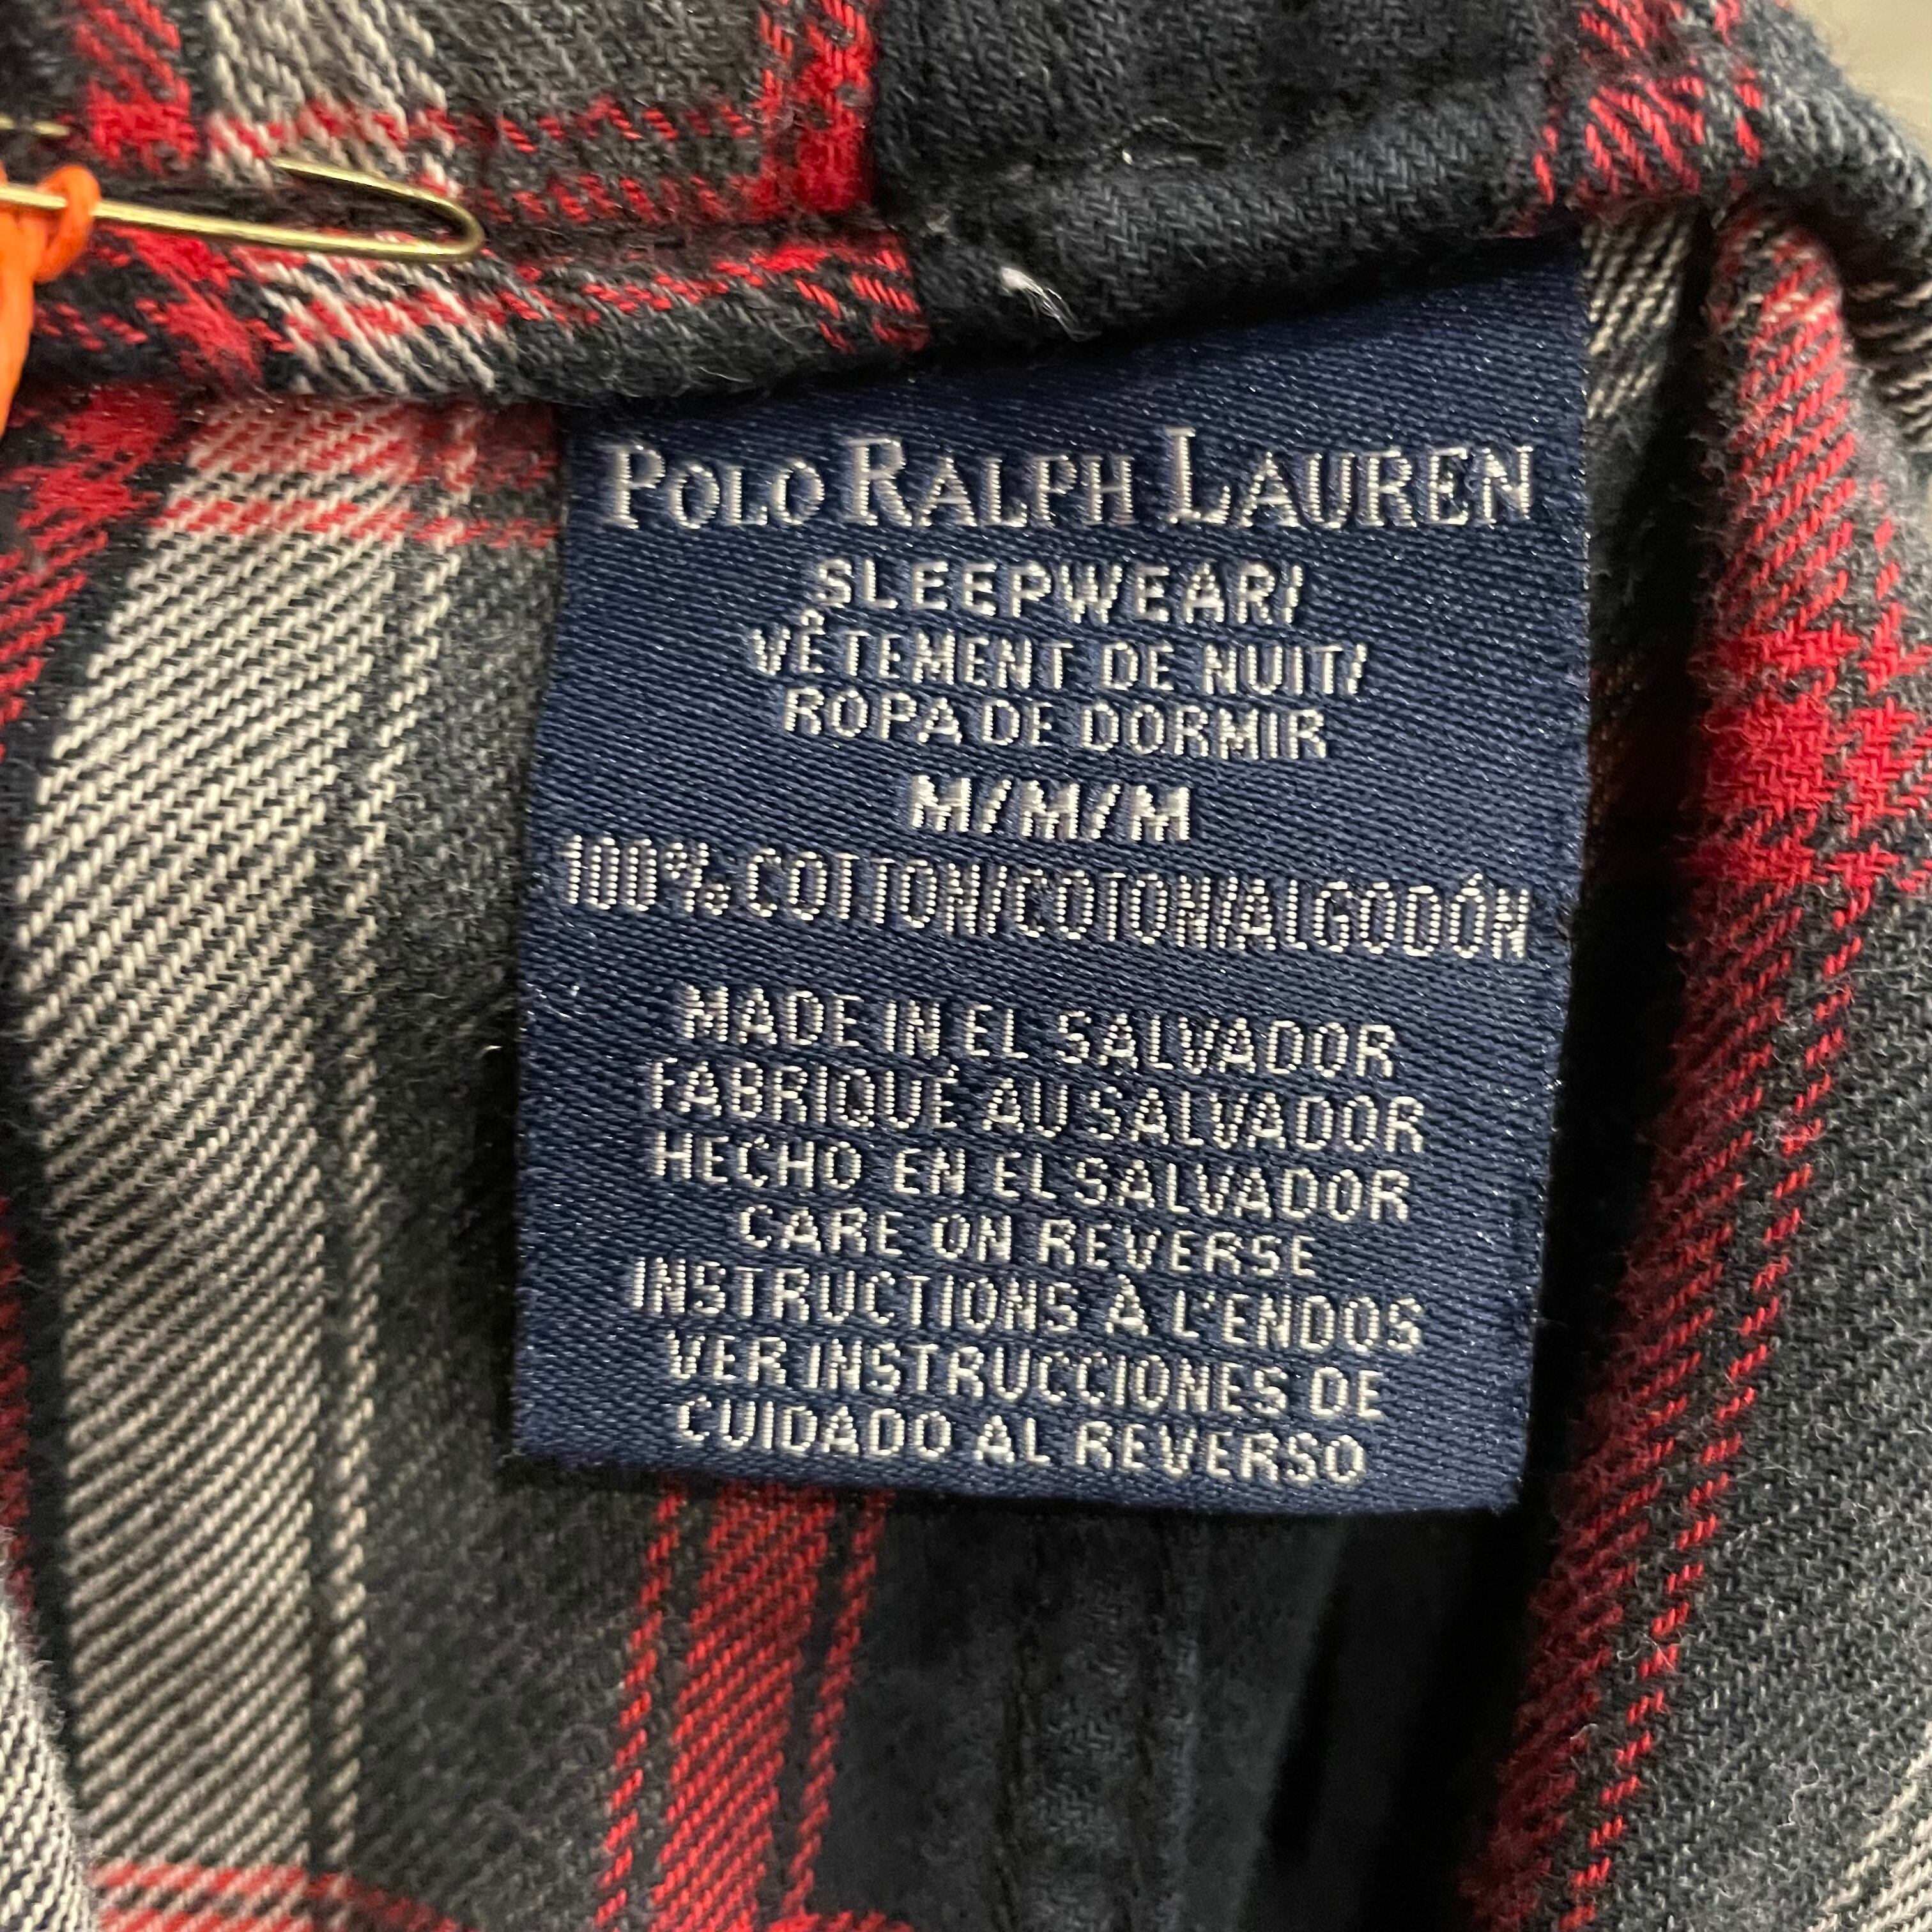 POLO RALPH LAUREN
SLEEPWEAR/
VÊTEMENT DE NUIT/
ROPA DE DORMIR
M/M/M
100% COTTON/COTON/ALGODÓN
MADE IN EL SALVADOR
FABRIQUÉ AU SALVADOR
HECHO EN EL SALVADOR
CARE ON REVERSE
INSTRUCTIONS À L'ENDOS
VER INSTRUCCIONES DE
CUIDADO AL REVERSO